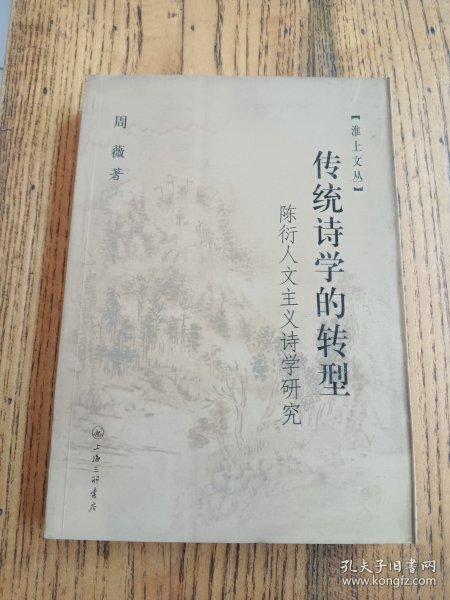 【淮上文丛】
传统诗学的转型
陈衍人文主义诗学研究
周薇著
上海三联书店
孔夫子旧书网
www.kongfz.com